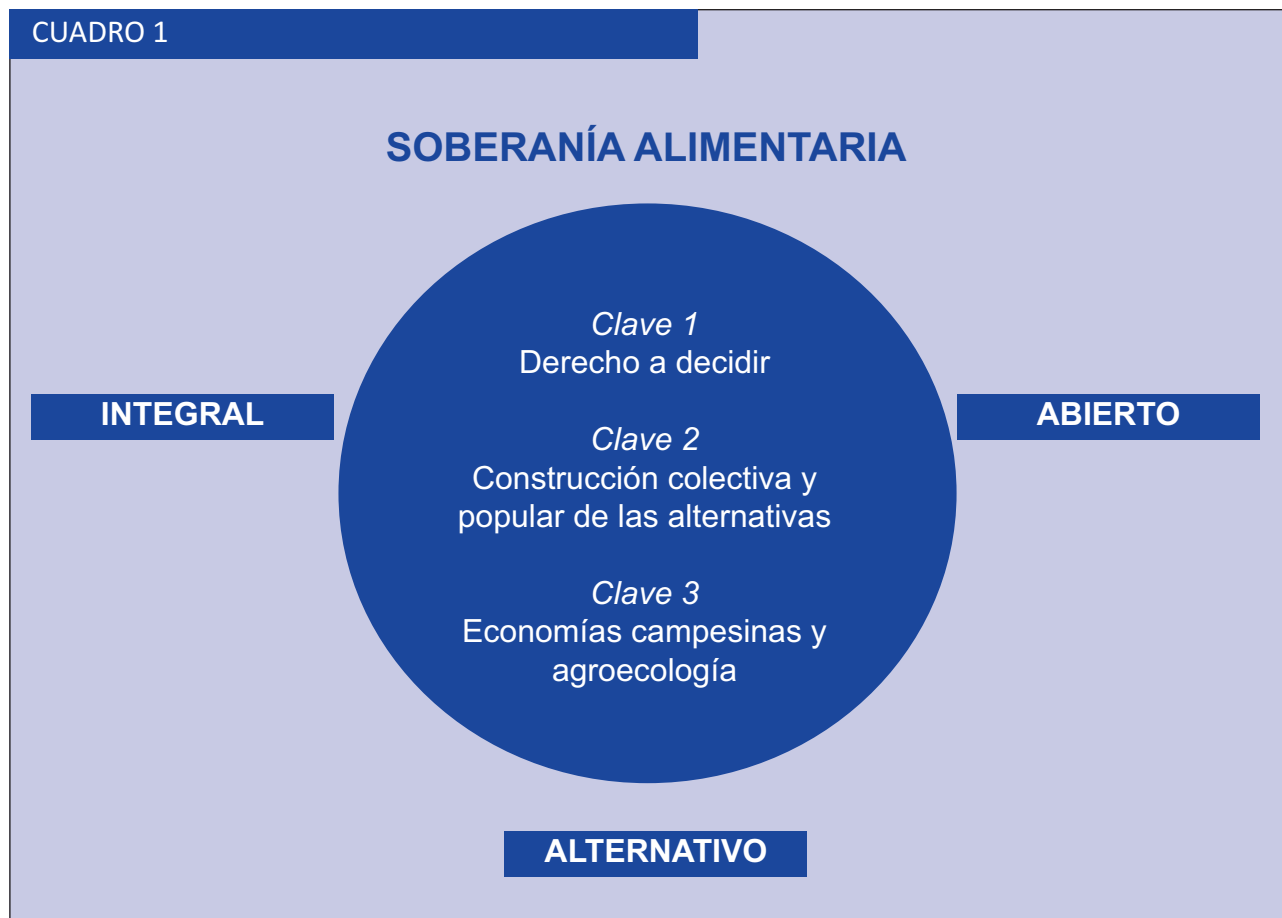 CUADRO 1
SOBERANÍA ALIMENTARIA
Clave 1
Derecho a decidir
INTEGRAL
ABIERTO
Clave 2
Construcción colectiva y
popular de las alternativas
Clave 3
Economías campesinas y
agroecología
ALTERNATIVO